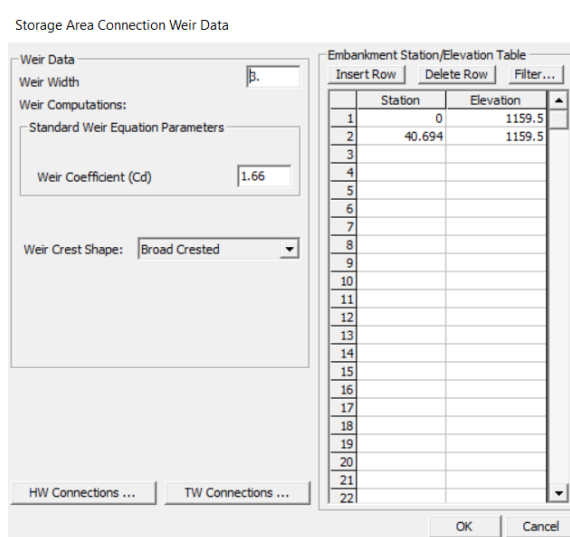 Storage Area Connection Weir Data
Weir Data
Weir Width 3.
Weir Computations:
Standard Weir Equation Parameters
Weir Coefficient (Cd) 1.66
Weir Crest Shape: Broad Crested
HW Connections ... TW Connections ...
Embankment Station/Elevation Table
Insert Row Delete Row Filter...
Station Elevation
1 0 1159.5
2 40.694 1159.5
3
4
5
6
7
8
9
10
11
12
13
14
15
16
17
18
19
20
21
22
OK Cancel